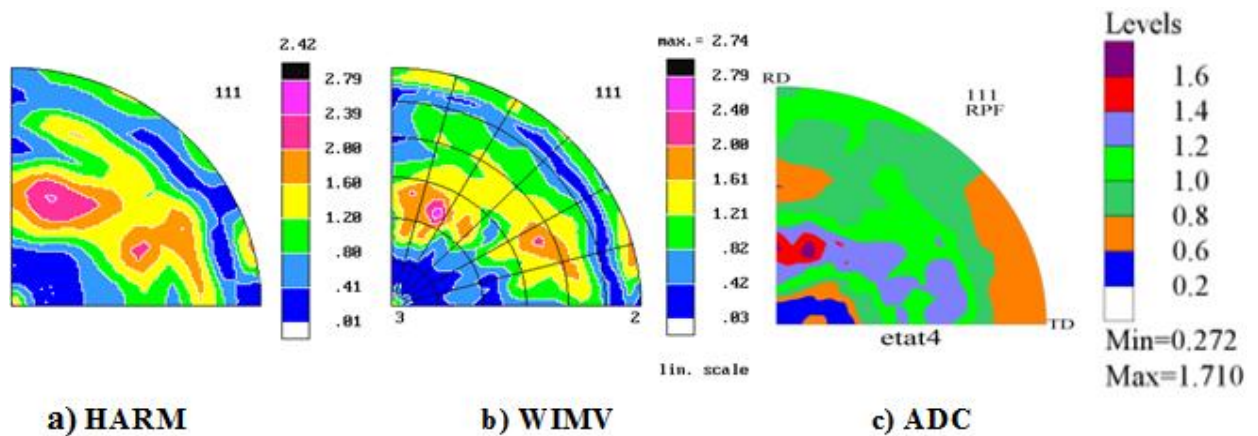 2.42
111
2.79
2.39
2.00
1.60
1.20
.80
.41
.01
max.= 2.74
111
2.79
2.40
2.00
1.61
1.21
.82
.42
.03
3
2
lin. scale
RD
111
RPF
TD
etat4
Levels
1.6
1.4
1.2
1.0
0.8
0.6
0.2
Min=0.272
Max=1.710
a) HARM
b) WIMV
c) ADC